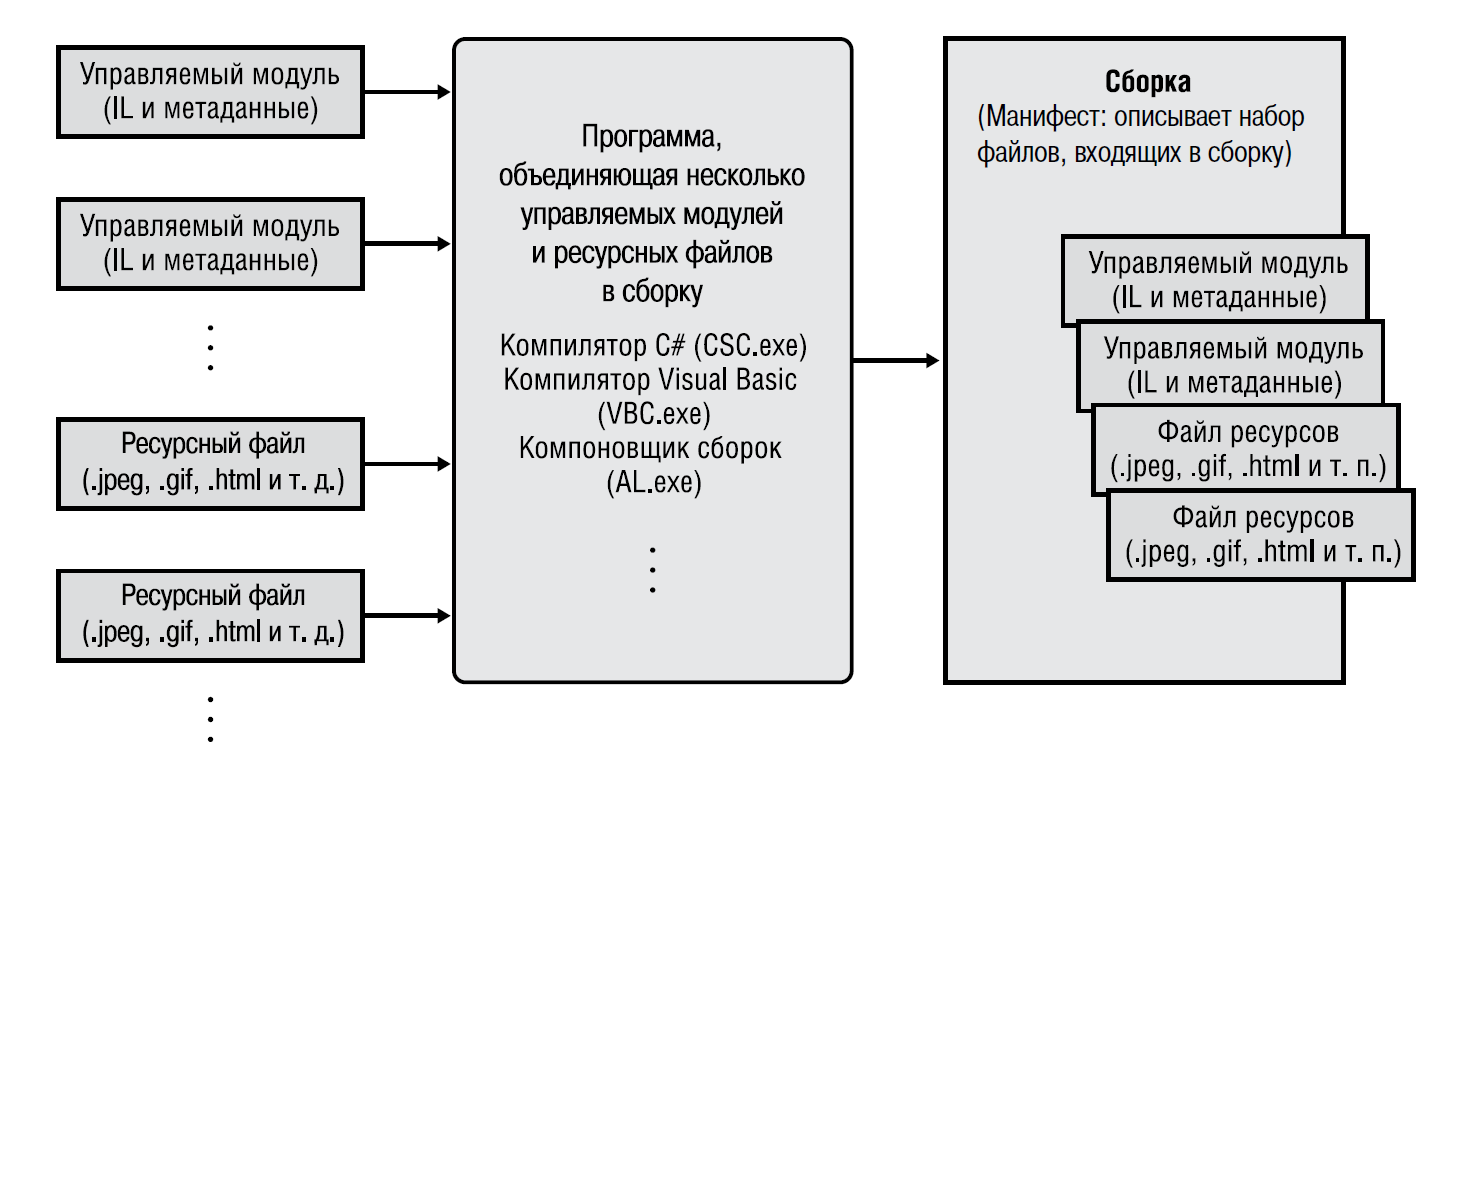 Управляемый модуль
(IL и метаданные)
Управляемый модуль
(IL и метаданные)
Ресурсный файл
(.jpeg, .gif, .html и т. д.)
Ресурсный файл
(.jpeg, .gif, .html и т. д.)
Программа,
объединяющая несколько
управляемых модулей
и ресурсных файлов
в сборку
Компилятор C# (CSC.exe)
Компилятор Visual Basic
(VBC.exe)
Компоновщик сборок
(AL.exe)
Сборка
(Манифест: описывает набор
файлов, входящих в сборку)
Управляемый модуль
(IL и метаданные)
Управляемый модуль
(IL и метаданные)
Файл ресурсов
(.jpeg, .gif, .html и т. п.)
Файл ресурсов
(.jpeg, .gif, .html и т. п.)